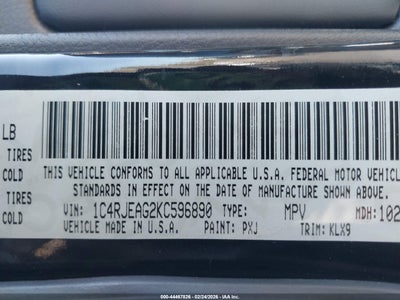 LB
TIRES
COLD
TIRES
COLD
THIS VEHICLE CONFORMS TO ALL APPLICABLE U.S.A. FEDERAL MOTOR VEHICLE
STANDARDS IN EFFECT ON THE DATE OF MANUFACTURE SHOWN ABOVE.
VIN: 1C4RJEAG2KC596890 TYPE: MPV MDH: 102
VEHICLE MADE IN U.S.A. PAINT: PXJ TRIM: KLX9
000-44467826 - 02/24/2026 - IAA Inc.